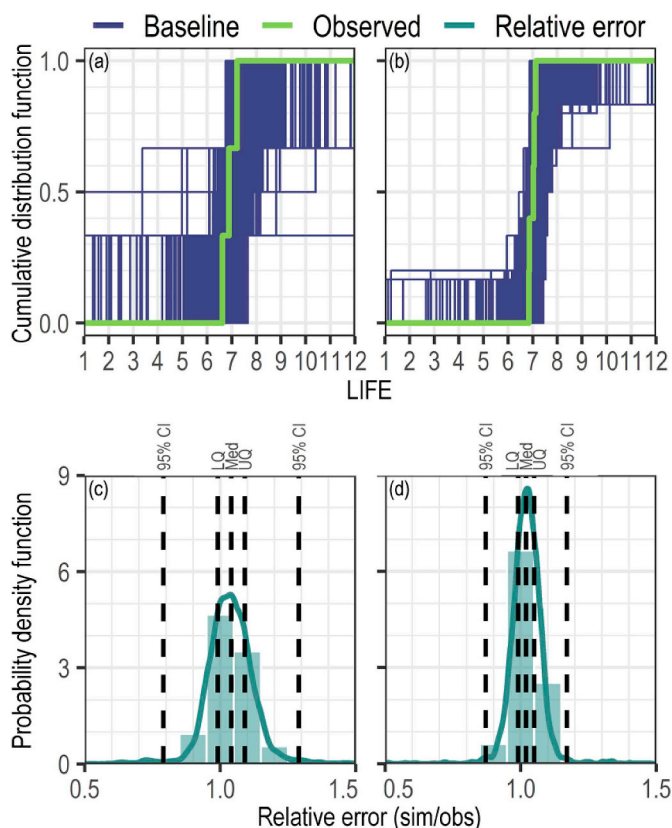 Baseline Observed Relative error
(a) (b)
Cumulative distribution function
1.0
0.5
0.0
1 2 3 4 5 6 7 8 9 10 11 12 1 2 3 4 5 6 7 8 9 10 11 12
LIFE
95% CI LQ Med UQ 95% CI 95% CI LQ Med UQ 95% CI
(c) (d)
Probability density function
9
6
3
0
0.5 1.0 1.5 0.5 1.0 1.5
Relative error (sim/obs)